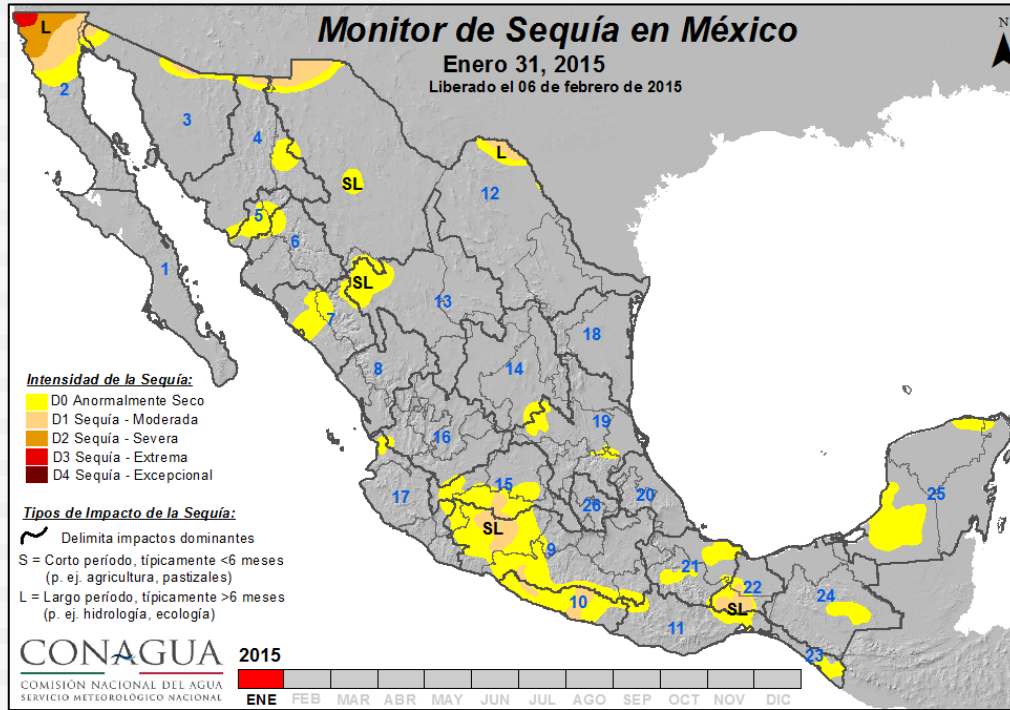 Monitor de Sequía en México
Enero 31, 2015
Liberado el 06 de febrero de 2015
N
L
2
3
4
L
SL
12
5
6
1
SL
13
7
18
8
14
Intensidad de la Sequía:
D0 Anormalmente Seco
D1 Sequía - Moderada
D2 Sequía - Severa
D3 Sequía - Extrema
D4 Sequía - Excepcional
16
19
15
17
26
20
25
SL
9
21
22
24
10
SL
11
23
Tipos de Impacto de la Sequía:
Delimita impactos dominantes
S = Corto período, típicamente <6 meses
(p. ej. agricultura, pastizales)
L = Largo período, típicamente >6 meses
(p. ej. hidrología, ecología)
CONAGUA
COMISIÓN NACIONAL DEL AGUA
SERVICIO METEOROLÓGICO NACIONAL
2015
ENE FEB MAR ABR MAY JUN JUL AGO SEP OCT NOV DIC